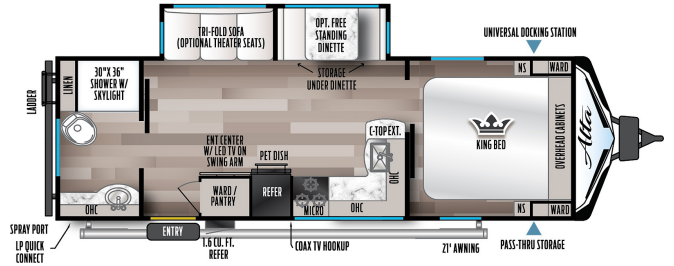 TRI-FOLD SOFA
(OPTIONAL THEATER SEATS)
OPT. FREE
STANDING
DINETTE
UNIVERSAL DOCKING STATION
LADDER
LINEN
30"X 36"
SHOWER W/
SKYLIGHT
STORAGE
UNDER DINETTE
NS
WARD
C-TOP EXT.
KING BED
OVERHEAD CABINETS
Alta
ENT CENTER
W/ LED TV ON
SWING ARM
PET DISH
WARD /
PANTRY
REFER
MICRO
OHC
OHC
OHC
NS
WARD
SPRAY PORT
LP QUICK
CONNECT
ENTRY
1.6 CU. FT.
REFER
COAX TV HOOKUP
21' AWNING
PASS-THRU STORAGE